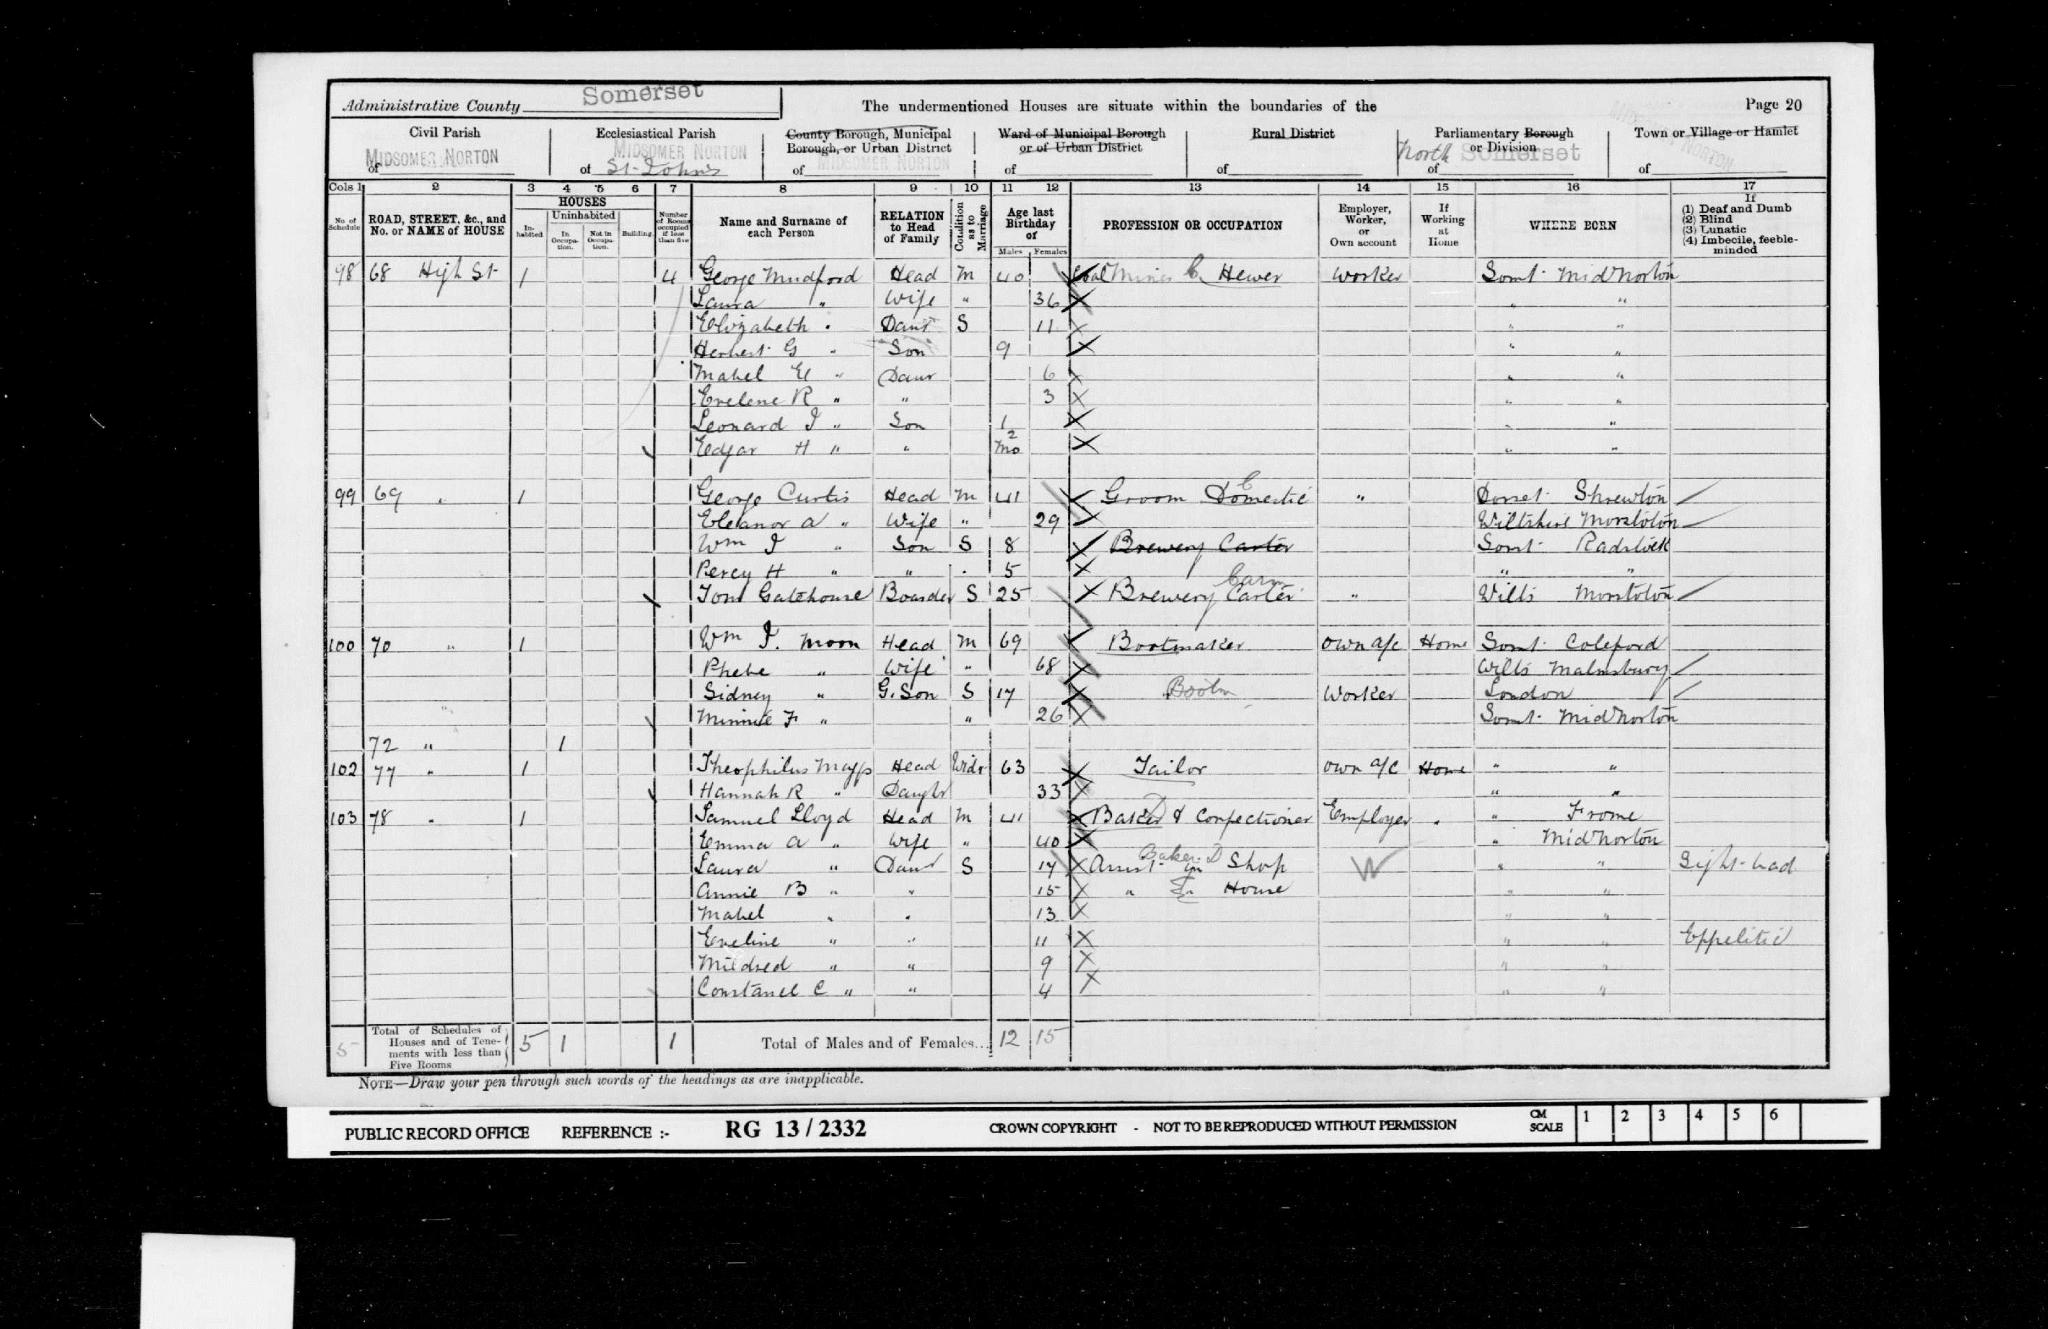 Administrative County Somerset
The undermentioned Houses are situate within the boundaries of the
Page 20
Civil Parish of MIDSOMER NORTON
Ecclesiastical Parish of MIDSOMER NORTON St. Johns
County Borough, Municipal Borough, or Urban District of MIDSOMER NORTON
Ward of Municipal Borough or of Urban District of
Rural District of
Parliamentary Borough or Division of North Somerset
Town or Village or Hamlet of MIDSOMER NORTON
Cols 1 2 3 4 5 6 7 8 9 10 11 12 13 14 15 16 17
No. of Schedule
ROAD, STREET, &c., and No. or NAME of HOUSE
HOUSES
Inhabited
Uninhabited
In Occupation.
Not in Occupation.
Building.
Number of Rooms occupied if less than five
Name and Surname of each Person
RELATION to Head of Family
Condition as to Marriage
Age last Birthday of
Males Females
PROFESSION OR OCCUPATION
Employer, Worker, or Own account
If Working at Home
WHERE BORN
If
(1) Deaf and Dumb
(2) Blind
(3) Lunatic
(4) Imbecile, feeble-minded
98 68 High St 1 4 George Mudford Head M 40 Coal Miner C Hewer Worker Somt Mid Norton
Laura " Wife " 36 " "
Elizabeth " Daur S 11 " "
Herbert G " Son 9 " "
Mabel E " Daur 6 " "
Evelene R " " 3 " "
Leonard J " Son 1 " "
Edgar H " " 2 mo " "
99 69 " 1 George Curtis Head M 41 Groom Domestic C " Dorset Shrewton
Eleanor A " Wife " 29 Wiltshire
Wm J " Son S 8 Brewery Carter Somt Radstock
Percy H " " " 5 " "
Tom Gatehouse Boarder S 25 Brewery Carter Carm " Wilts
100 70 " 1 Wm J. Moon Head M 69 Bootmaker Own a/c Home Somt Coleford
Phebe " Wife " 68 Wilts Malmsbury
Sidney " G. Son S 17 Bootm Worker London
Minnie F " " 26 Somt Mid Norton
72 " 1
102 77 " 1 Theophilus Mapp Head Widr 63 Tailor Own a/c Home " "
Hannah R " Daughr 33 " "
103 78 " 1 Samuel Lloyd Head M 41 Baker & Confectioner Employer " " Frome
Emma A " Wife " 40 " Mid Norton
Laura " Daur S 17 Assist in Shop Baker D W " " Sight-bad
Annie B " " 15 " In House " "
Mabel " " 13 " "
Eveline " " 11 " " Eppelitic
Mildred " " 9 " "
Constance C " " 4 " "
5 Total of Schedules of Houses and of Tenements with less than Five Rooms 5 1 1 Total of Males and of Females... 12 15
NOTE—Draw your pen through such words of the headings as are inapplicable.
PUBLIC RECORD OFFICE REFERENCE :- RG 13 / 2332 CROWN COPYRIGHT - NOT TO BE REPRODUCED WITHOUT PERMISSION CM SCALE 1 2 3 4 5 6